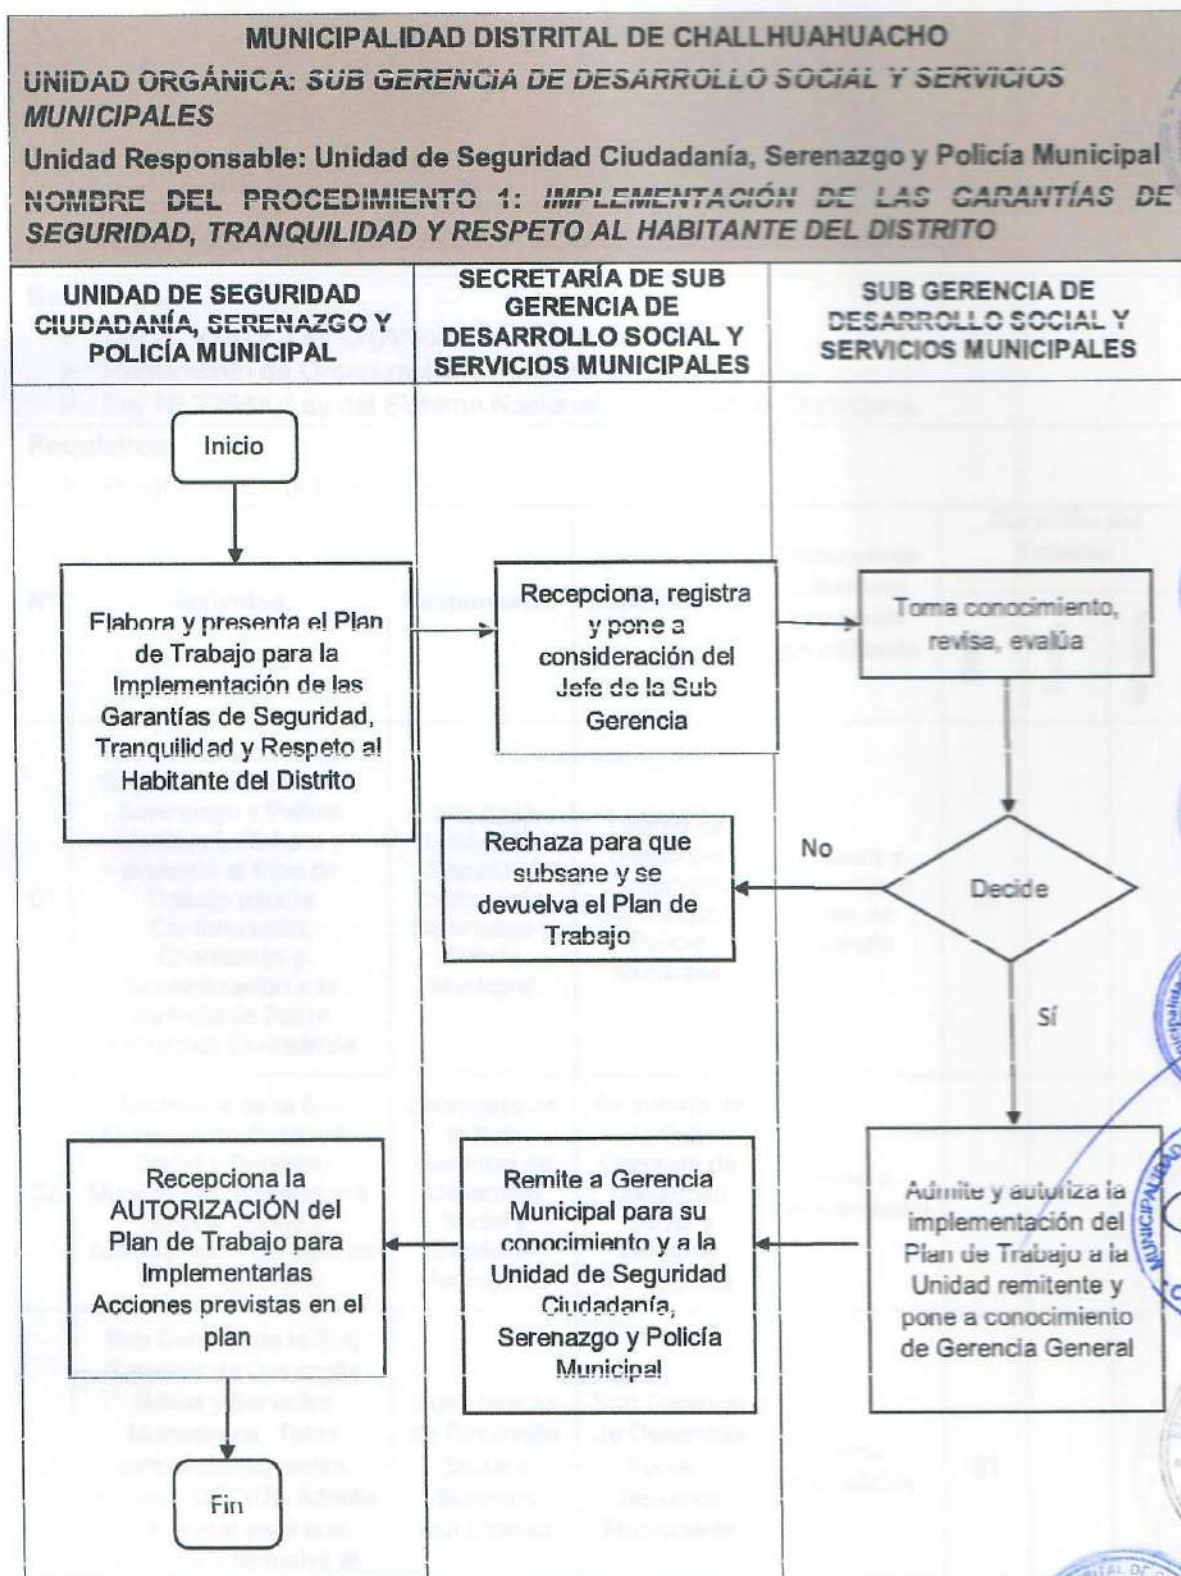 MUNICIPALIDAD DISTRITAL DE CHALLHUAHUACHO
UNIDAD ORGÁNICA: SUB GERENCIA DE DESARROLLO SOCIAL Y SERVICIOS
MUNICIPALES
Unidad Responsable: Unidad de Seguridad Ciudadanía, Serenazgo y Policía Municipal
NOMBRE DEL PROCEDIMIENTO 1: IMPLEMENTACIÓN DE LAS GARANTÍAS DE
SEGURIDAD, TRANQUILIDAD Y RESPETO AL HABITANTE DEL DISTRITO
UNIDAD DE SEGURIDAD
CIUDADANÍA, SERENAZGO Y
POLICÍA MUNICIPAL
SECRETARÍA DE SUB
GERENCIA DE
DESARROLLO SOCIAL Y
SERVICIOS MUNICIPALES
SUB GERENCIA DE
DESARROLLO SOCIAL Y
SERVICIOS MUNICIPALES
Inicio
Elabora y presenta el Plan
de Trabajo para la
Implementación de las
Garantías de Seguridad,
Tranquilidad y Respeto al
Habitante del Distrito
Recepciona, registra
y pone a
consideración del
Jefe de la Sub
Gerencia
Toma conocimiento,
revisa, evalúa
Rechaza para que
subsane y se
devuelva el Plan de
Trabajo
No
Decide
Sí
Recepciona la
AUTORIZACIÓN del
Plan de Trabajo para
Implementarlas
Acciones previstas en el
plan
Remite a Gerencia
Municipal para su
conocimiento y a la
Unidad de Seguridad
Ciudadanía,
Serenazgo y Policía
Municipal
Admite y autoriza la
implementación del
Plan de Trabajo a la
Unidad remitente y
pone a conocimiento
de Gerencia General
Fin